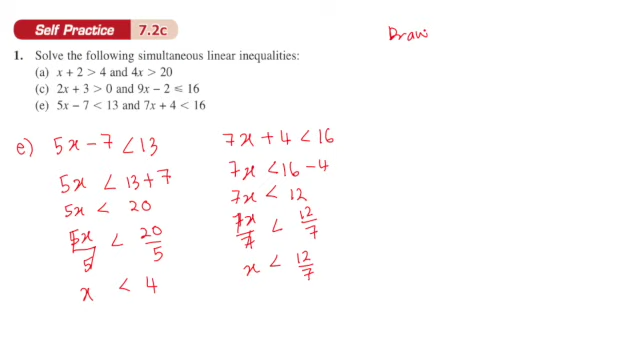 Self Practice 7.2c
Draw
1. Solve the following simultaneous linear inequalities:
(a) x + 2 > 4 and 4x > 20
(c) 2x + 3 > 0 and 9x − 2 ⩽ 16
(e) 5x − 7 < 13 and 7x + 4 < 16
e) 5x − 7 < 13
5x < 13 + 7
5x < 20
5x/5 < 20/5
x < 4
7x + 4 < 16
7x < 16 − 4
7x < 12
7x/7 < 12/7
x < 12/7